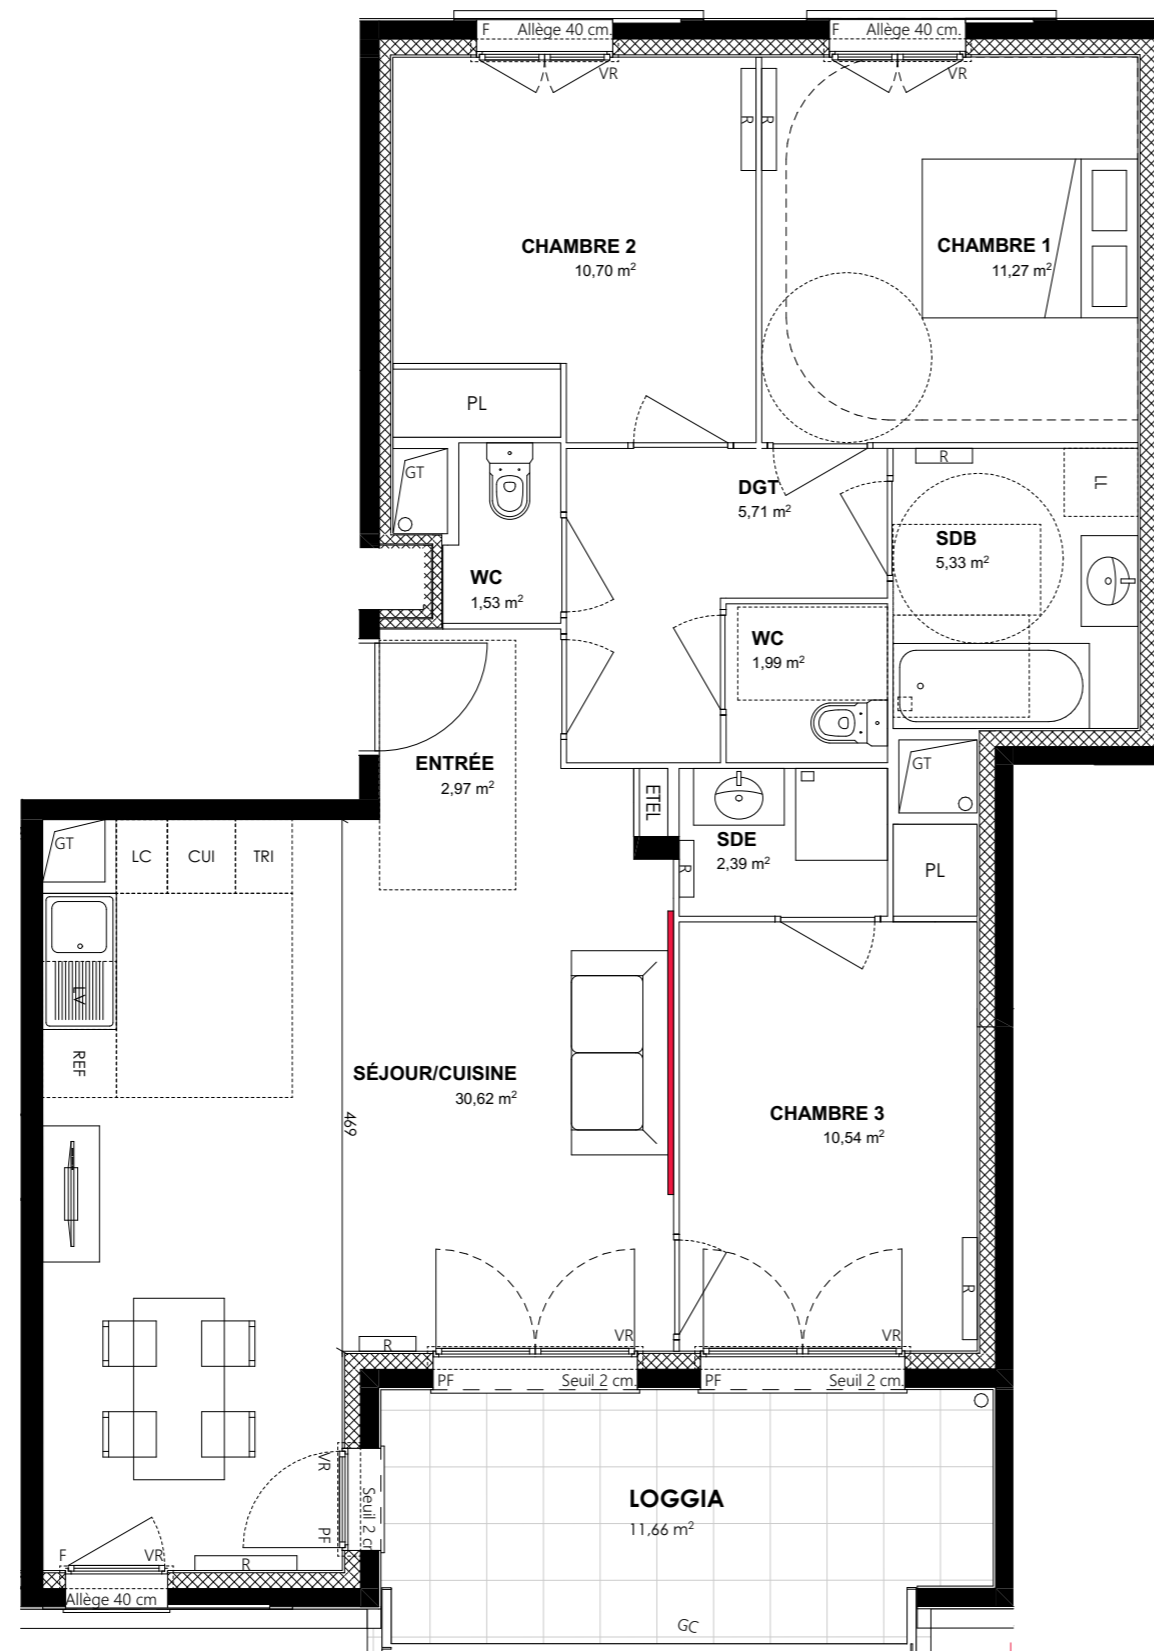 F Allège 40 cm.
F Allège 40 cm.
VR
VR
R
R
CHAMBRE 2
10,70 m²
CHAMBRE 1
11,27 m²
PL
GT
DGT
5,71 m²
R
LL
SDB
5,33 m²
WC
1,53 m²
WC
1,99 m²
ENTRÉE
2,97 m²
ETEL
GT
SDE
2,39 m²
R
PL
GT
LC
CUI
TRI
LV
REF
SÉJOUR/CUISINE
30,62 m²
469
CHAMBRE 3
10,54 m²
R
R
VR
VR
PF Seuil 2 cm.
PF Seuil 2 cm.
VR
PF
Seuil 2 cm
LOGGIA
11,66 m²
F
VR
R
Allège 40 cm
GC